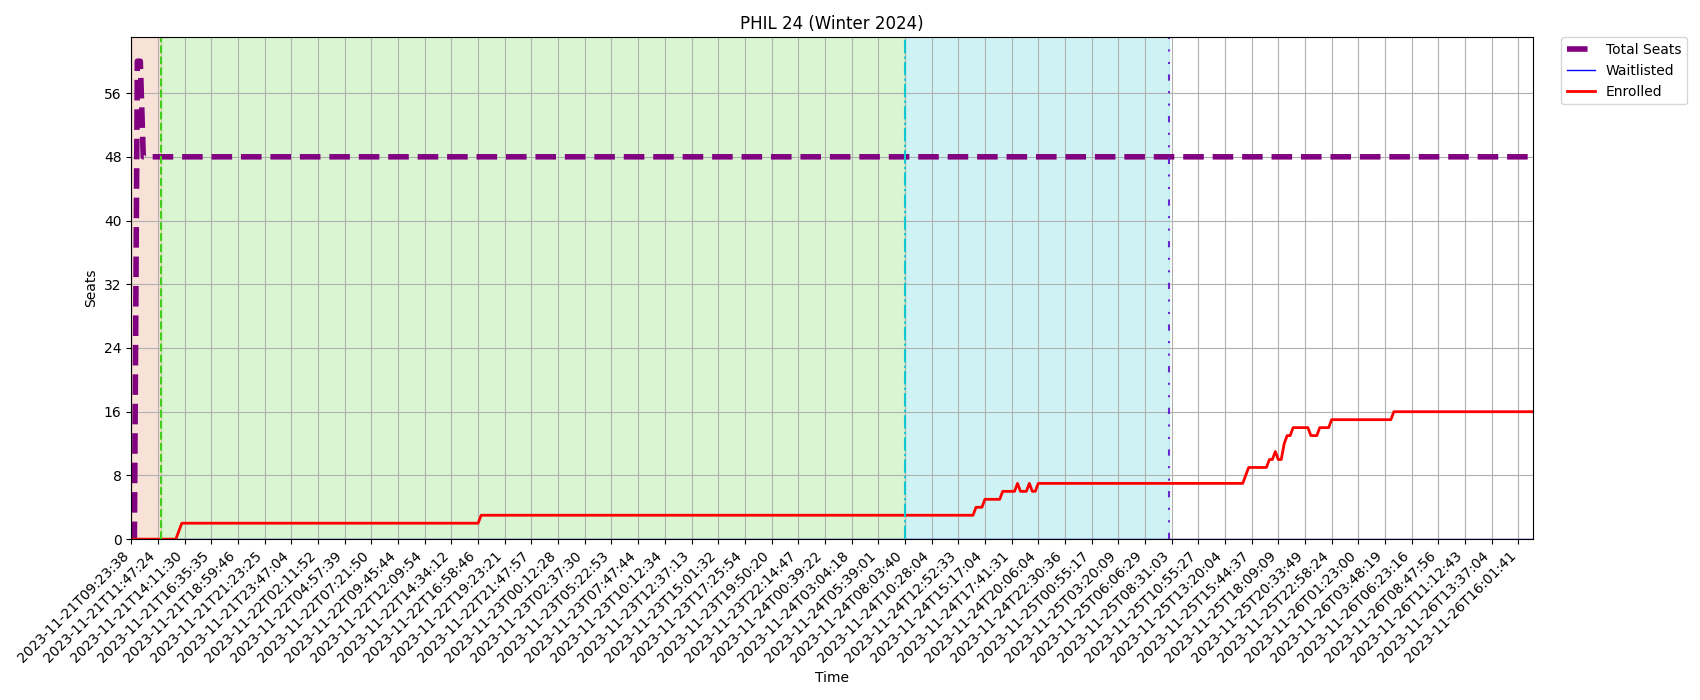 PHIL 24 (Winter 2024)
Total Seats
Waitlisted
Enrolled
Seats
56
48
40
32
24
16
8
0
2023-11-21T09:23:38
2023-11-21T11:47:24
2023-11-21T14:11:30
2023-11-21T16:35:35
2023-11-21T18:59:46
2023-11-21T21:23:25
2023-11-21T23:47:04
2023-11-22T02:11:52
2023-11-22T04:57:39
2023-11-22T07:21:50
2023-11-22T09:45:44
2023-11-22T12:09:54
2023-11-22T14:34:12
2023-11-22T16:58:46
2023-11-22T19:23:21
2023-11-22T21:47:57
2023-11-23T00:12:28
2023-11-23T02:37:30
2023-11-23T05:22:53
2023-11-23T07:47:44
2023-11-23T10:12:34
2023-11-23T12:37:13
2023-11-23T15:01:32
2023-11-23T17:25:54
2023-11-23T19:50:20
2023-11-23T22:14:47
2023-11-24T00:39:22
2023-11-24T03:04:18
2023-11-24T05:39:01
2023-11-24T08:03:40
2023-11-24T10:28:04
2023-11-24T12:52:33
2023-11-24T15:17:04
2023-11-24T17:41:31
2023-11-24T20:06:04
2023-11-24T22:30:36
2023-11-25T00:55:17
2023-11-25T03:20:09
2023-11-25T06:06:29
2023-11-25T08:31:03
2023-11-25T10:55:27
2023-11-25T13:20:04
2023-11-25T15:44:37
2023-11-25T18:09:09
2023-11-25T20:33:49
2023-11-25T22:58:24
2023-11-26T01:23:00
2023-11-26T03:48:19
2023-11-26T06:23:16
2023-11-26T08:47:56
2023-11-26T11:12:43
2023-11-26T13:37:04
2023-11-26T16:01:41
Time